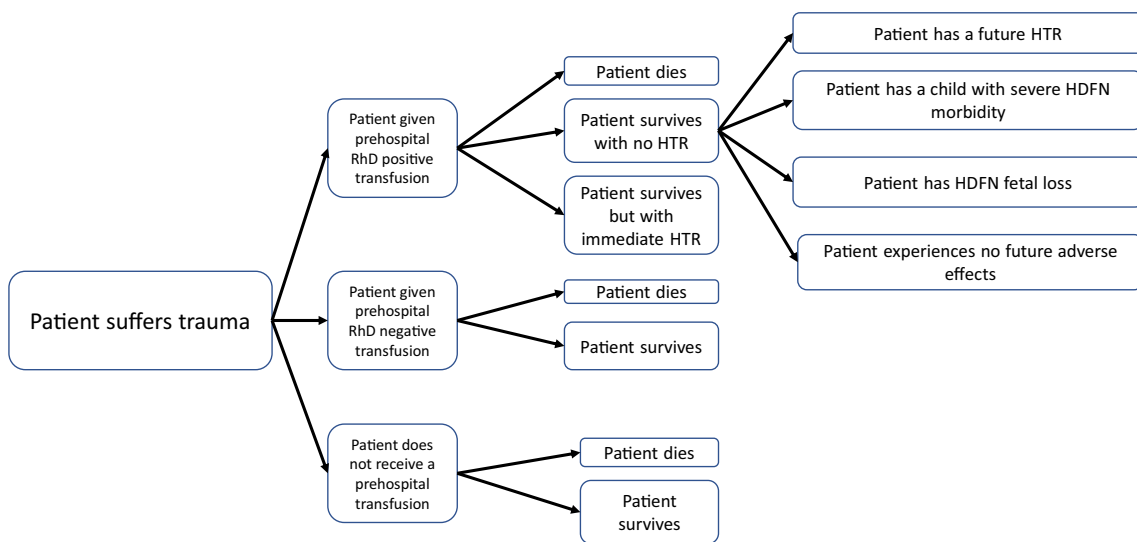 Patient suffers trauma
Patient given
prehospital
RhD positive
transfusion
Patient dies
Patient survives
with no HTR
Patient survives
but with
immediate HTR
Patient has a future HTR
Patient has a child with severe HDFN
morbidity
Patient has HDFN fetal loss
Patient experiences no future adverse
effects
Patient given
prehospital
RhD negative
transfusion
Patient dies
Patient survives
Patient does
not receive a
prehospital
transfusion
Patient dies
Patient
survives